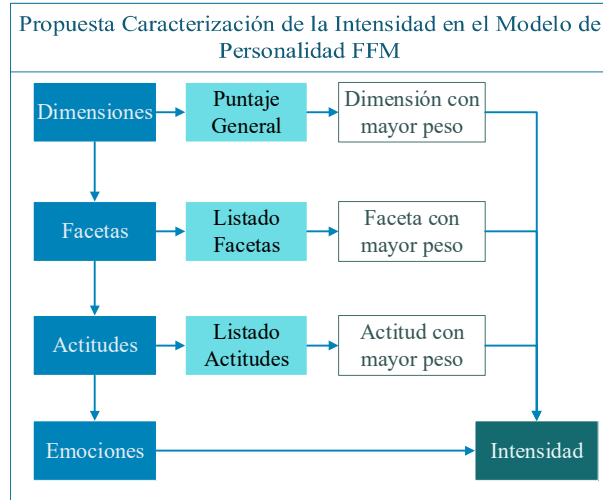 Propuesta Caracterización de la Intensidad en el Modelo de
Personalidad FFM
Dimensiones
Puntaje
General
Dimensión con
mayor peso
Facetas
Listado
Facetas
Faceta con
mayor peso
Actitudes
Listado
Actitudes
Actitud con
mayor peso
Emociones
Intensidad